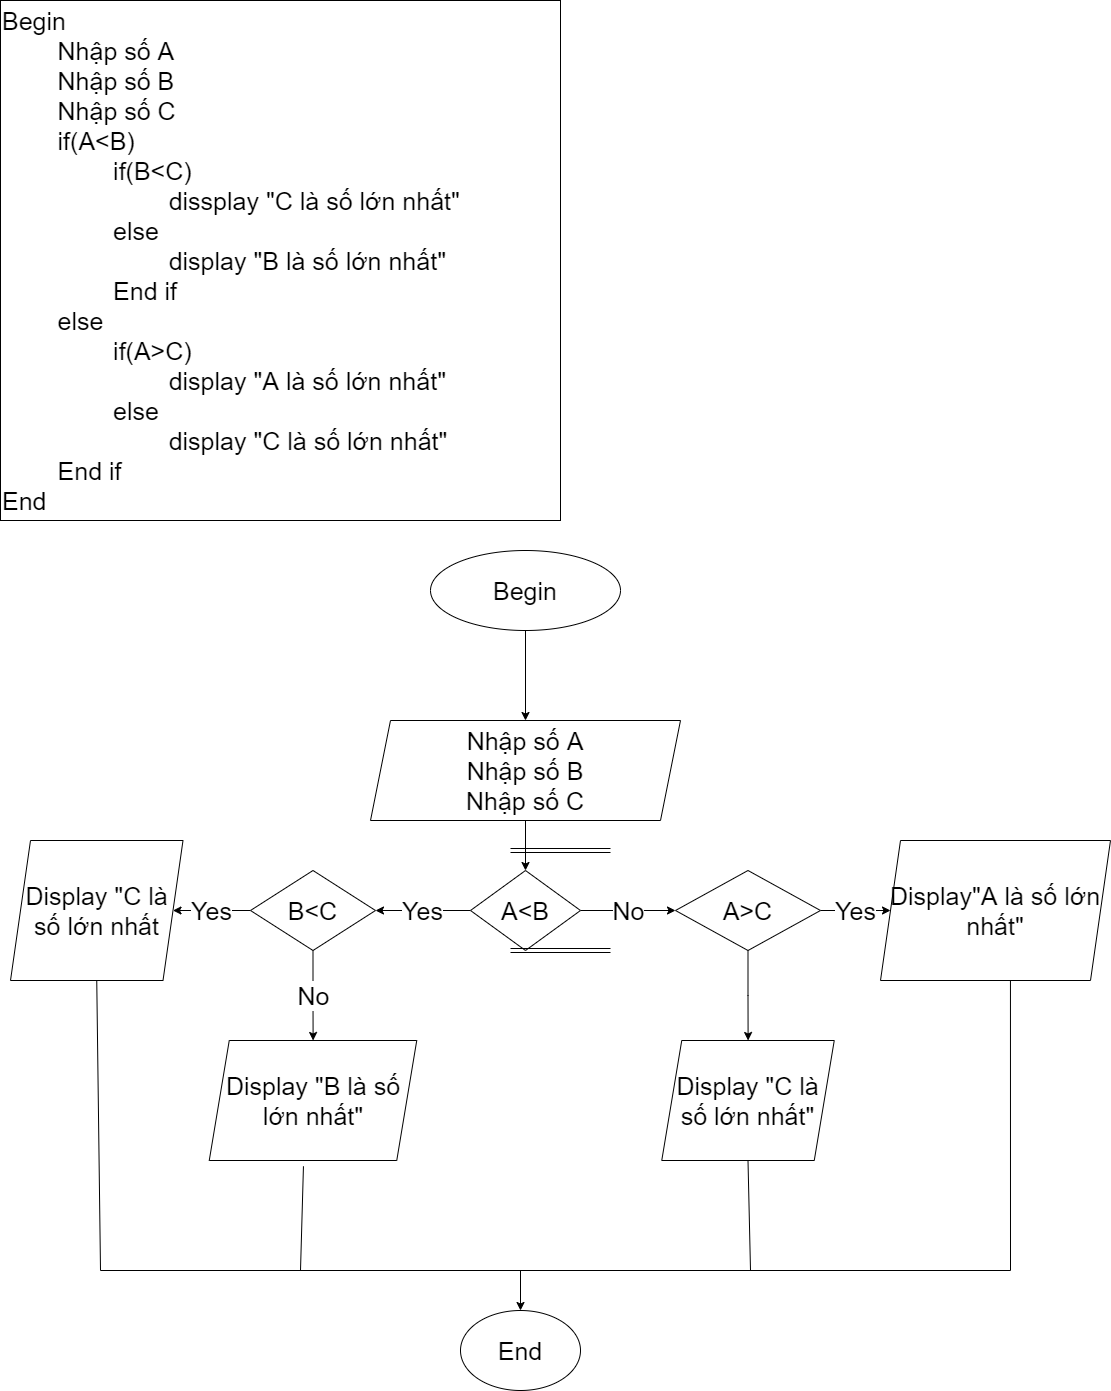 Begin
Nhập số A
Nhập số B
Nhập số C
if(A<B)
if(B<C)
dissplay "C là số lớn nhất"
else
display "B là số lớn nhất"
End if
else
if(A>C)
display "A là số lớn nhất"
else
display "C là số lớn nhất"
End if
End
Begin
Nhập số A
Nhập số B
Nhập số C
Display "C là
số lớn nhất
Yes
B<C
Yes
A<B
No
A>C
Yes
Display"A là số lớn
nhất"
No
Display "B là số
lớn nhất"
Display "C là
số lớn nhất"
End